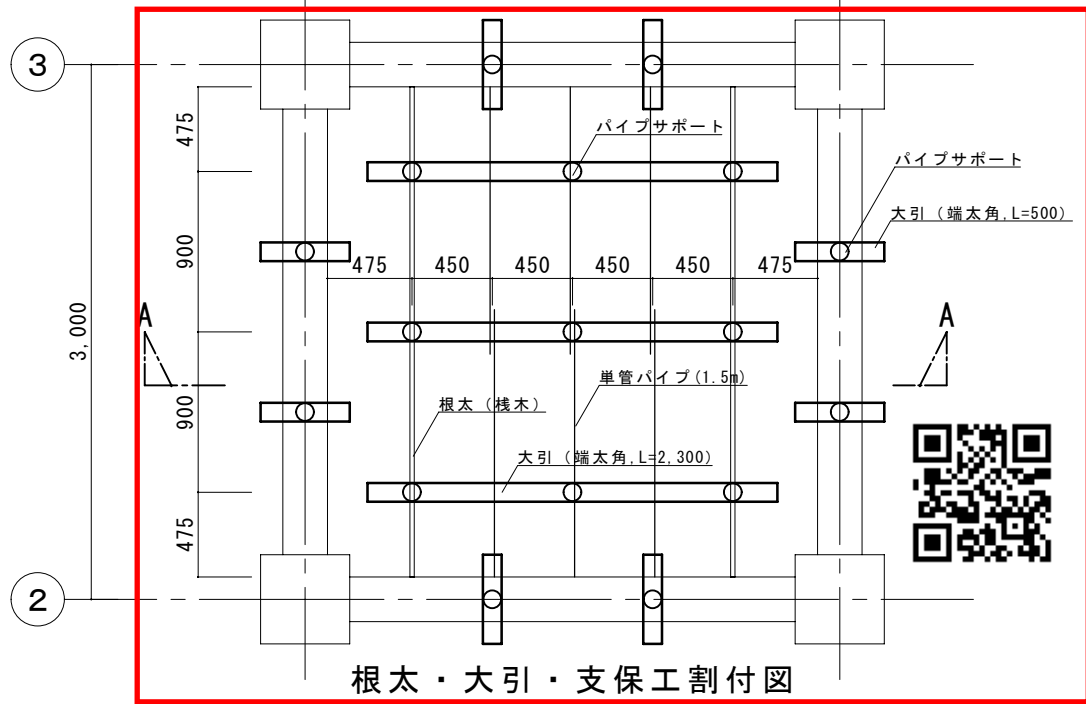 3
475
パイプサポート
パイプサポート
大引（端太角,L=500）
900
475 450 450 450 450 475
3,000
A A
単管パイプ(1.5m)
900
根太（桟木）
大引（端太角,L=2,300）
475
2
根太・大引・支保工割付図